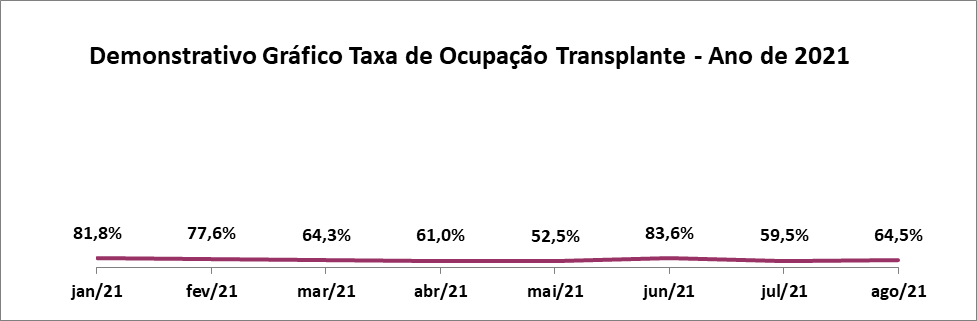 Demonstrativo Gráfico Taxa de Ocupação Transplante - Ano de 2021
81,8% 77,6% 64,3% 61,0% 52,5% 83,6% 59,5% 64,5%
jan/21 fev/21 mar/21 abr/21 mai/21 jun/21 jul/21 ago/21